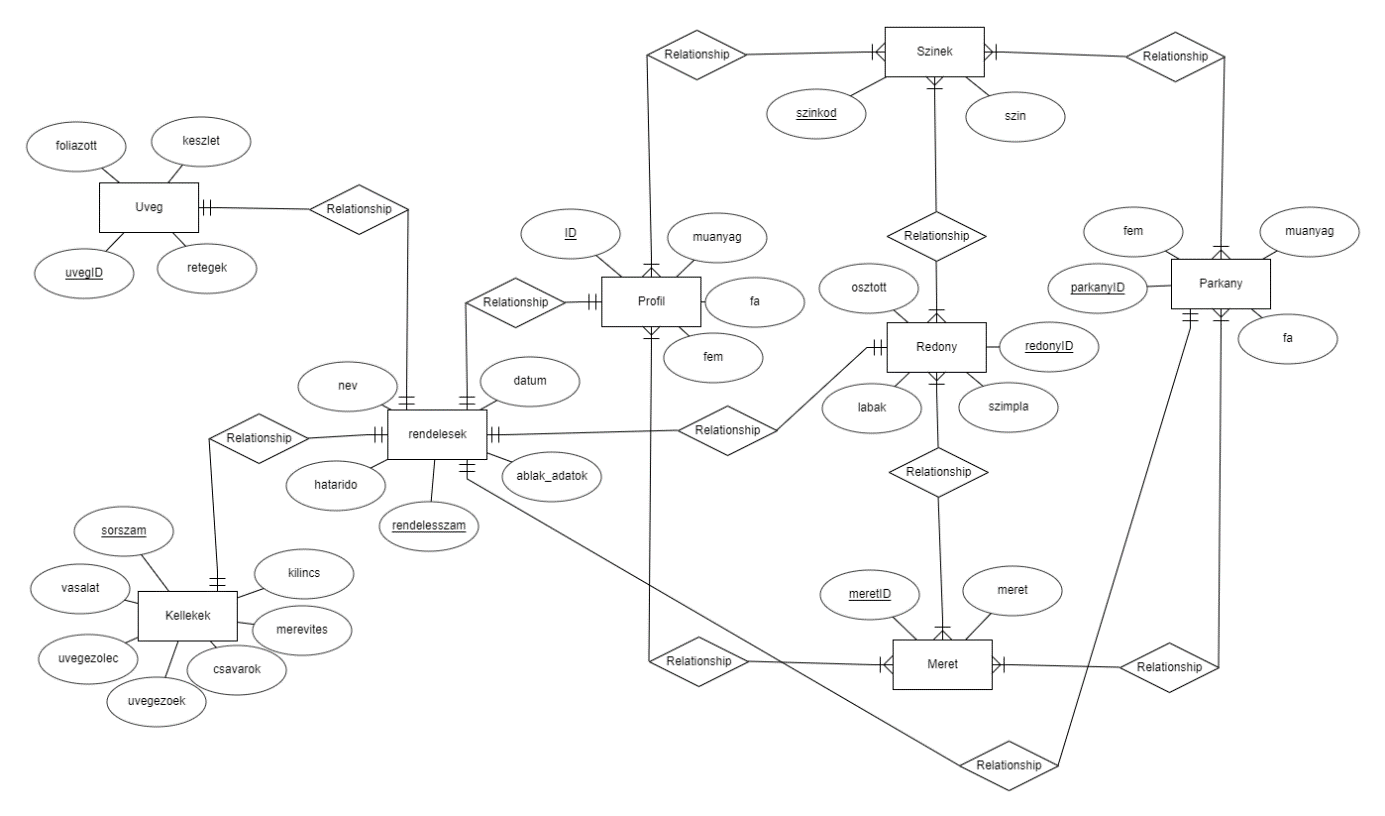 Relationship
Szinek
Relationship
szinkod
szin
foliazott
keszlet
Uveg
Relationship
uvegID
retegek
ID
muanyag
Relationship
fem
muanyag
Relationship
Profil
fa
osztott
parkanyID
Parkany
fa
fem
Redony
redonyID
nev
datum
labak
szimpla
Relationship
rendelesek
Relationship
hatarido
ablak_adatok
Relationship
rendelesszam
sorszam
kilincs
vasalat
meretID
meret
Kellekek
merevites
uvegezolec
csavarok
Relationship
Meret
Relationship
uvegezoek
Relationship